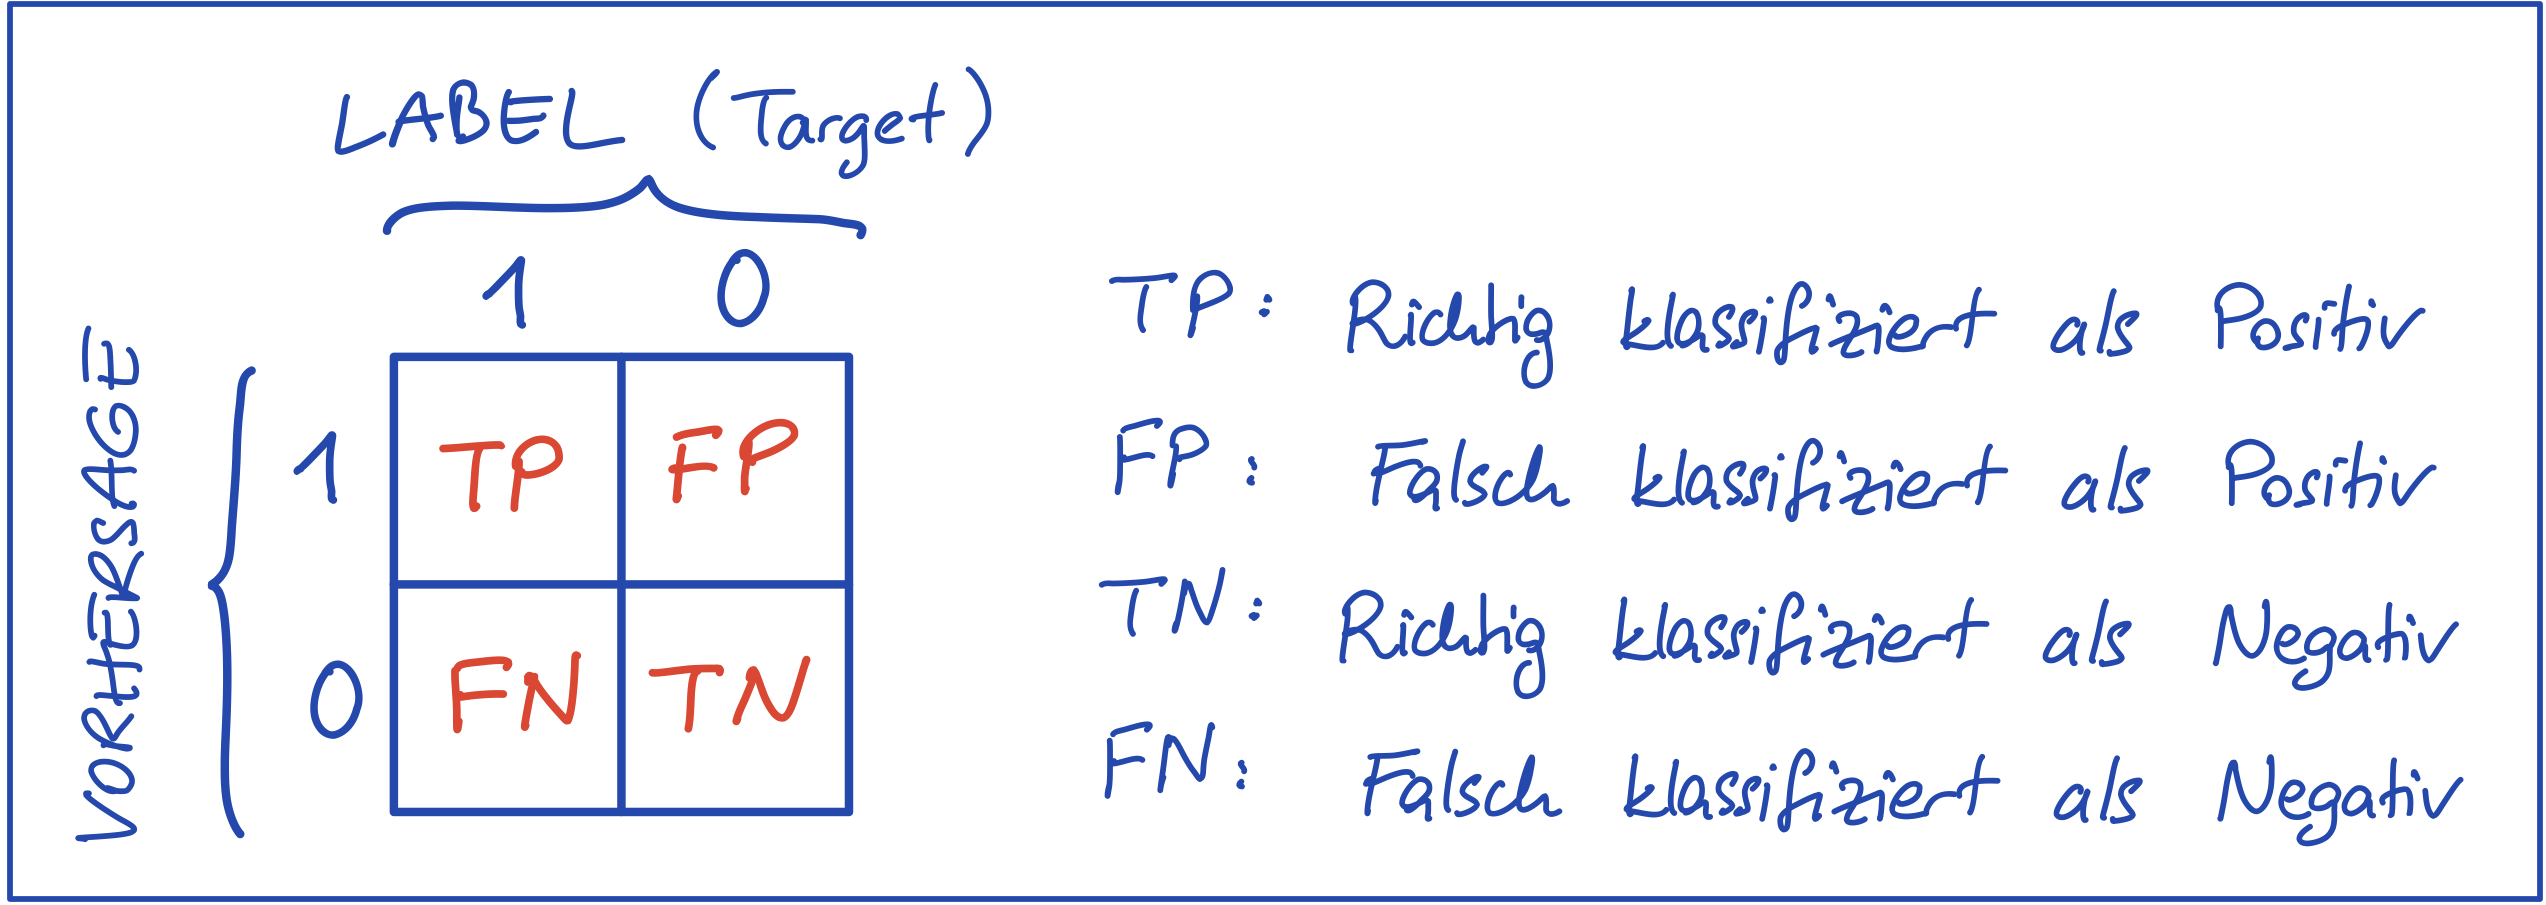 LABEL (Target)
1 0
VORHERSAGE
1 TP FP
0 FN TN
TP: Richtig klassifiziert als Positiv
FP: Falsch klassifiziert als Positiv
TN: Richtig klassifiziert als Negativ
FN: Falsch klassifiziert als Negativ